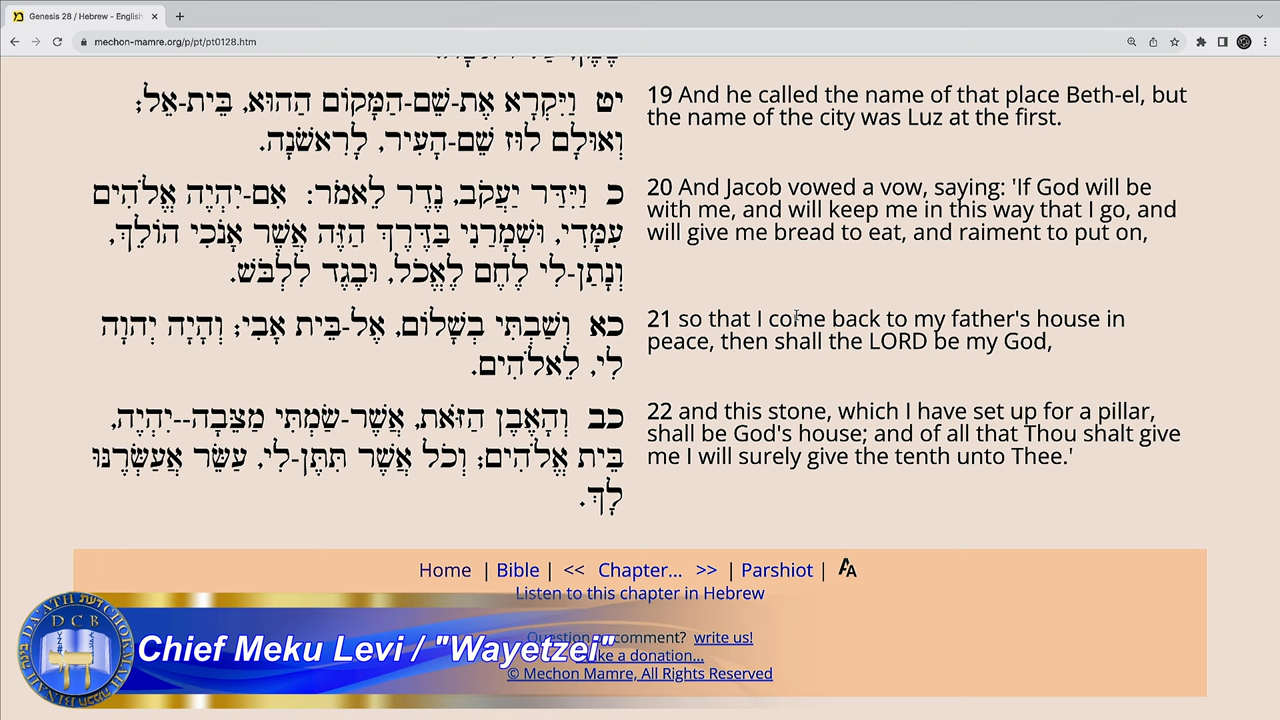 Genesis 28 / Hebrew - English
mechon-mamre.org/p/pt/pt0128.htm
יט וַיִּקְרָא אֶת-שֵׁם-הַמָּקוֹם הַהוּא, בֵּית-אֵל;
וְאוּלָם לוּז שֵׁם-הָעִיר, לָרִאשֹׁנָה.
19 And he called the name of that place Beth-el, but
the name of the city was Luz at the first.
כ וַיִּדַּר יַעֲקֹב, נֶדֶר לֵאמֹר: אִם-יִהְיֶה אֱלֹהִים
עִמָּדִי, וּשְׁמָרַנִי בַּדֶּרֶךְ הַזֶּה אֲשֶׁר אָנֹכִי הוֹלֵךְ,
וְנָתַן-לִי לֶחֶם לֶאֱכֹל, וּבֶגֶד לִלְבֹּשׁ.
20 And Jacob vowed a vow, saying: 'If God will be
with me, and will keep me in this way that I go, and
will give me bread to eat, and raiment to put on,
כא וְשַׁבְתִּי בְשָׁלוֹם, אֶל-בֵּית אָבִי; וְהָיָה יְהוָה
לִי, לֵאלֹהִים.
21 so that I come back to my father's house in
peace, then shall the LORD be my God,
כב וְהָאֶבֶן הַזֹּאת, אֲשֶׁר-שַׂמְתִּי מַצֵּבָה--יִהְיֶה,
בֵּית אֱלֹהִים; וְכֹל אֲשֶׁר תִּתֶּן-לִי, עַשֵּׂר אֲעַשְּׂרֶנּוּ
לָךְ.
22 and this stone, which I have set up for a pillar,
shall be God's house; and of all that Thou shalt give
me I will surely give the tenth unto Thee.'
Home | Bible | << Chapter... >> | Parshiot |
Listen to this chapter in Hebrew
comment? write us!
a donation...
© Mechon Mamre, All Rights Reserved
D C B
Chief Meku Levi / "Wayetzei"